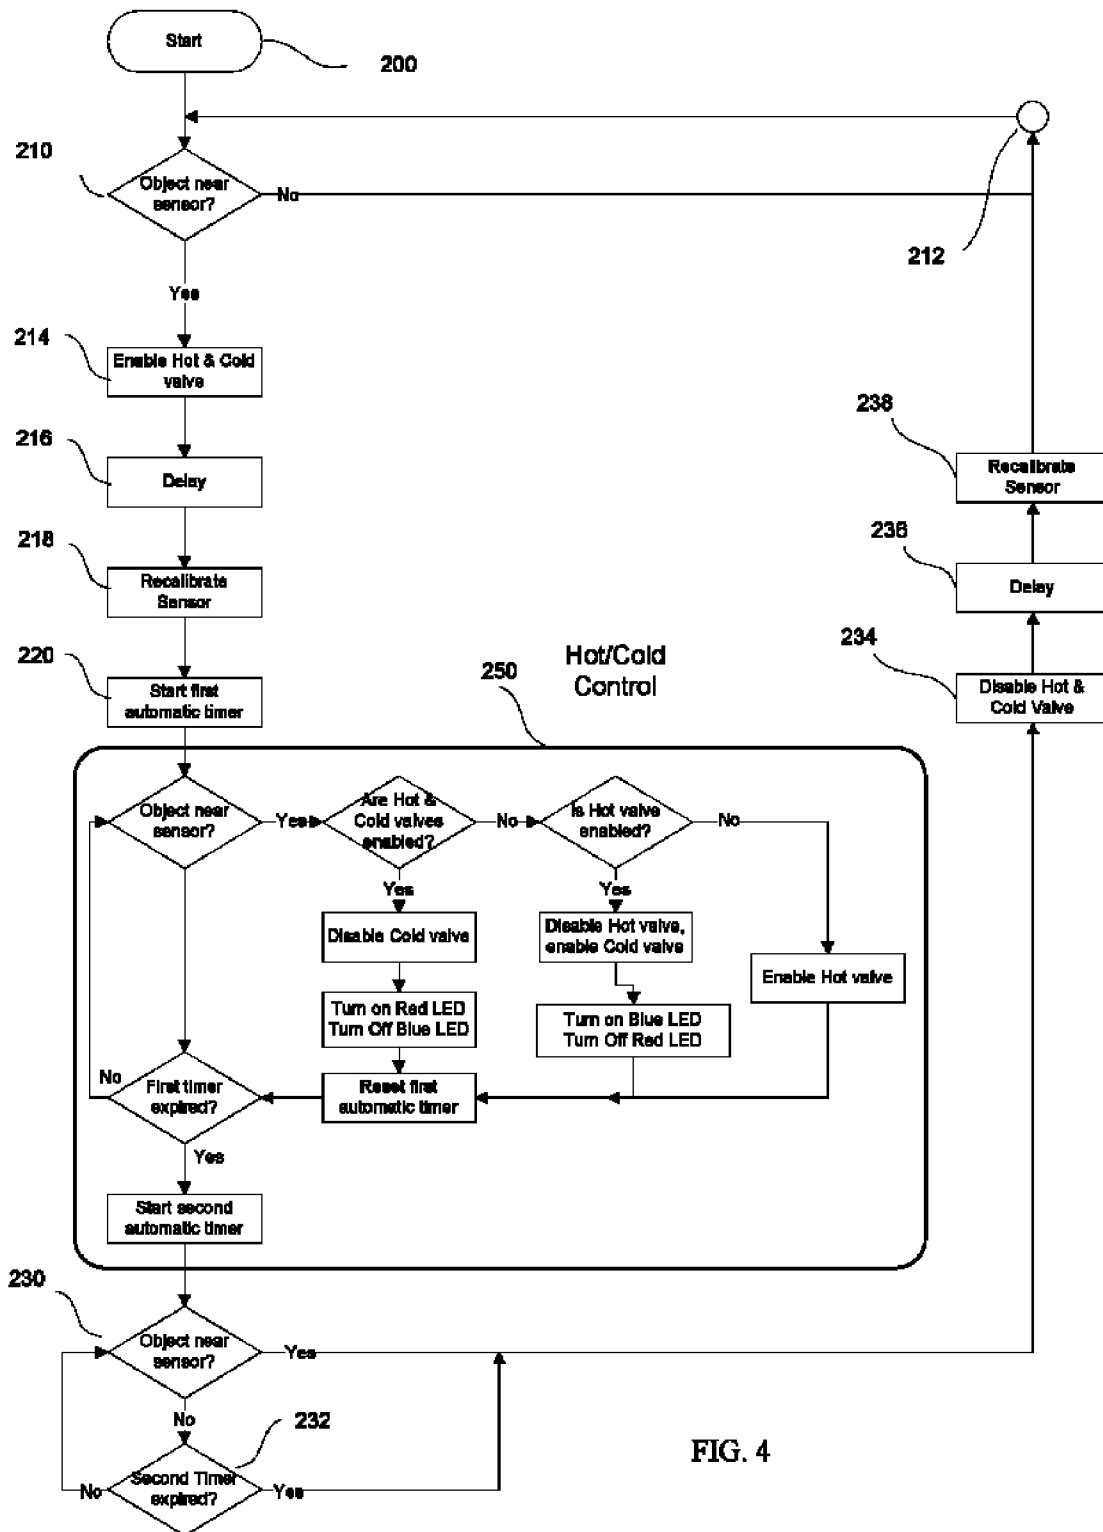 Start
200
210
Object near
sensor?
No
212
Yes
214
Enable Hot & Cold
valve
216
Delay
218
Recalibrate
Sensor
220
Start first
automatic timer
238
Recalibrate
Sensor
236
Delay
234
Disable Hot &
Cold Valve
Hot/Cold
Control
250
Object near
sensor?
Yes
Are Hot &
Cold valves
enabled?
No
Is Hot valve
enabled?
No
Yes
Yes
Disable Cold valve
Disable Hot valve,
enable Cold valve
Enable Hot valve
Turn on Red LED
Turn Off Blue LED
Turn on Blue LED
Turn Off Red LED
No
First timer
expired?
Reset first
automatic timer
Yes
Start second
automatic timer
230
Object near
sensor?
Yes
No
232
Second Timer
expired?
No
Yes
FIG. 4